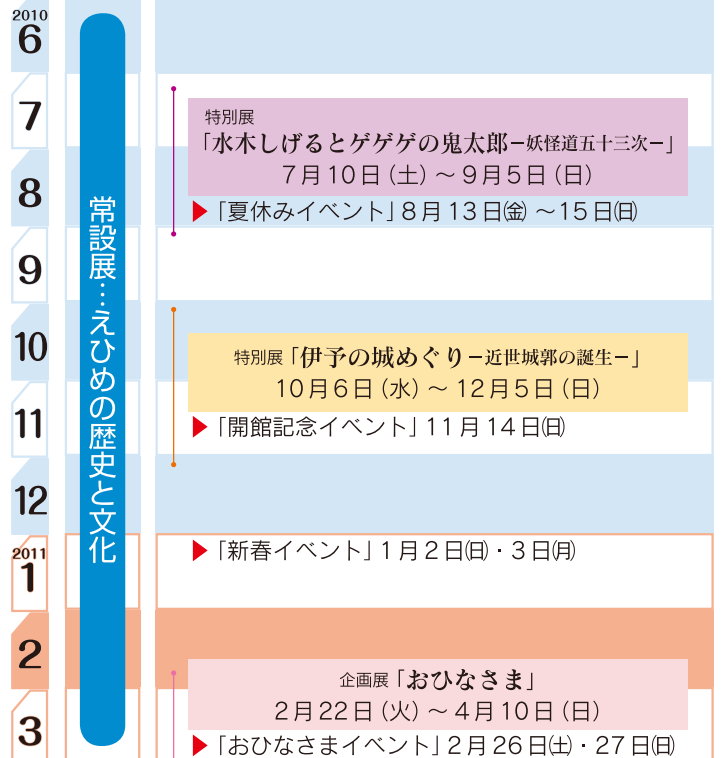 2010
6
7
8
9
10
11
12
2011
1
2
3
常設展…えひめの歴史と文化
特別展
「水木しげるとゲゲゲの鬼太郎－妖怪道五十三次－」
7月10日（土）～9月5日（日）
▶「夏休みイベント」8月13日㈮～15日㈰
特別展「伊予の城めぐり－近世城郭の誕生－」
10月6日（水）～12月5日（日）
▶「開館記念イベント」11月14日㈰
▶「新春イベント」1月2日㈰・3日㈪
企画展「おひなさま」
2月22日（火）～4月10日（日）
▶「おひなさまイベント」2月26日㈯・27日㈰